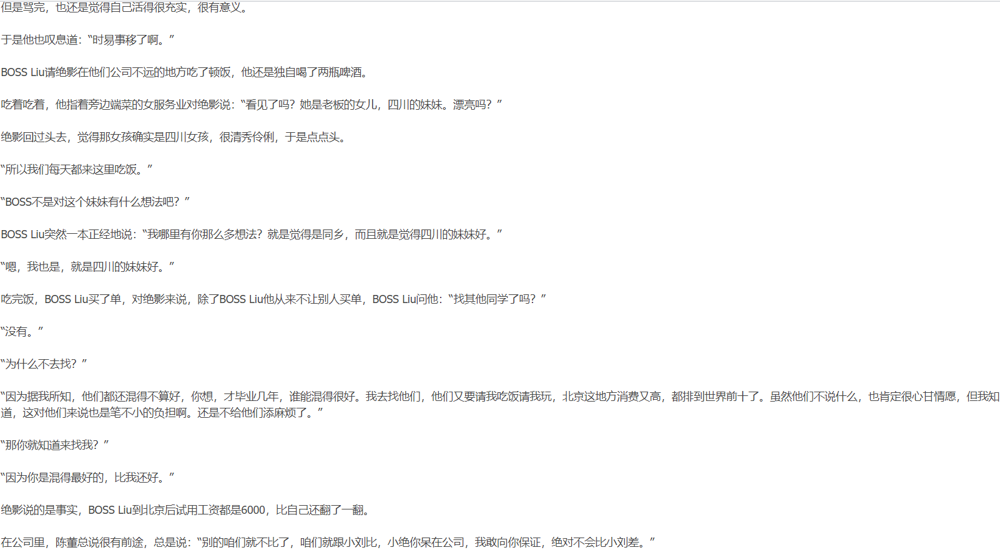 但是骂完，也还是觉得自己活得很充实，很有意义。
于是他也叹息道：“时易事移了啊。”
BOSS Liu请绝影在他们公司不远的地方吃了顿饭，他还是独自喝了两瓶啤酒。
吃着吃着，他指着旁边端菜的女服务业对绝影说：“看见了吗？她是老板的女儿，四川的妹妹。漂亮吗？”
绝影回过头去，觉得那女孩确实是四川女孩，很清秀伶俐，于是点点头。
“所以我们每天都来这里吃饭。”
“BOSS不是对这个妹妹有什么想法吧？”
BOSS Liu突然一本正经地说：“我哪里有你那么多想法？就是觉得是同乡，而且就是觉得四川的妹妹好。”
“嗯，我也是，就是四川的妹妹好。”
吃完饭，BOSS Liu买了单，对绝影来说，除了BOSS Liu他从来不让别人买单，BOSS Liu问他：“找其他同学了吗？”
“没有。”
“为什么不去找？”
“因为据我所知，他们都还混得不算好，你想，才毕业几年，谁能混得很好。我去找他们，他们又要请我吃饭请我玩，北京这地方消费又高，都排到世界前十了。虽然他们不说什么，也肯定很心甘情愿，但我知
道，这对他们来说也是笔不小的负担啊。还是不给他们添麻烦了。”
“那你就知道来找我？”
“因为你是混得最好的，比我还好。”
绝影说的是事实，BOSS Liu到北京后试用工资都是6000，比自己还翻了一翻。
在公司里，陈董总说很有前途，总是说：“别的咱们就不比了，咱们就跟小刘比，小绝你呆在公司，我敢向你保证，绝对不会比小刘差。”